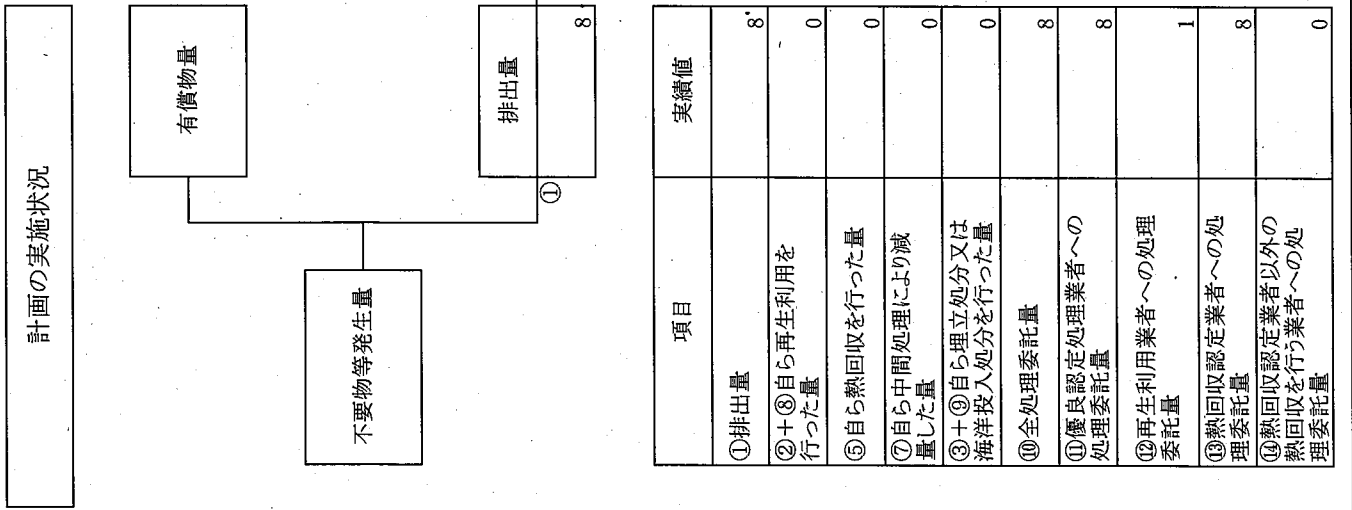 計画の実施状況
有償物量
不要物等発生量
排出量
①
8
項目
実績値
①排出量
8
②+⑧自ら再生利用を
行った量
0
⑤自ら熱回収を行った量
0
⑦自ら中間処理により減
量した量
0
③+⑨自ら埋立処分又は
海洋投入処分を行った量
0
⑩全処理委託量
8
⑪優良認定処理業者への
処理委託量
8
⑫再生利用業者への処理
委託量
1
⑬熱回収認定業者への処
理委託量
8
⑭熱回収認定業者以外の
熱回収を行う業者への処
理委託量
0